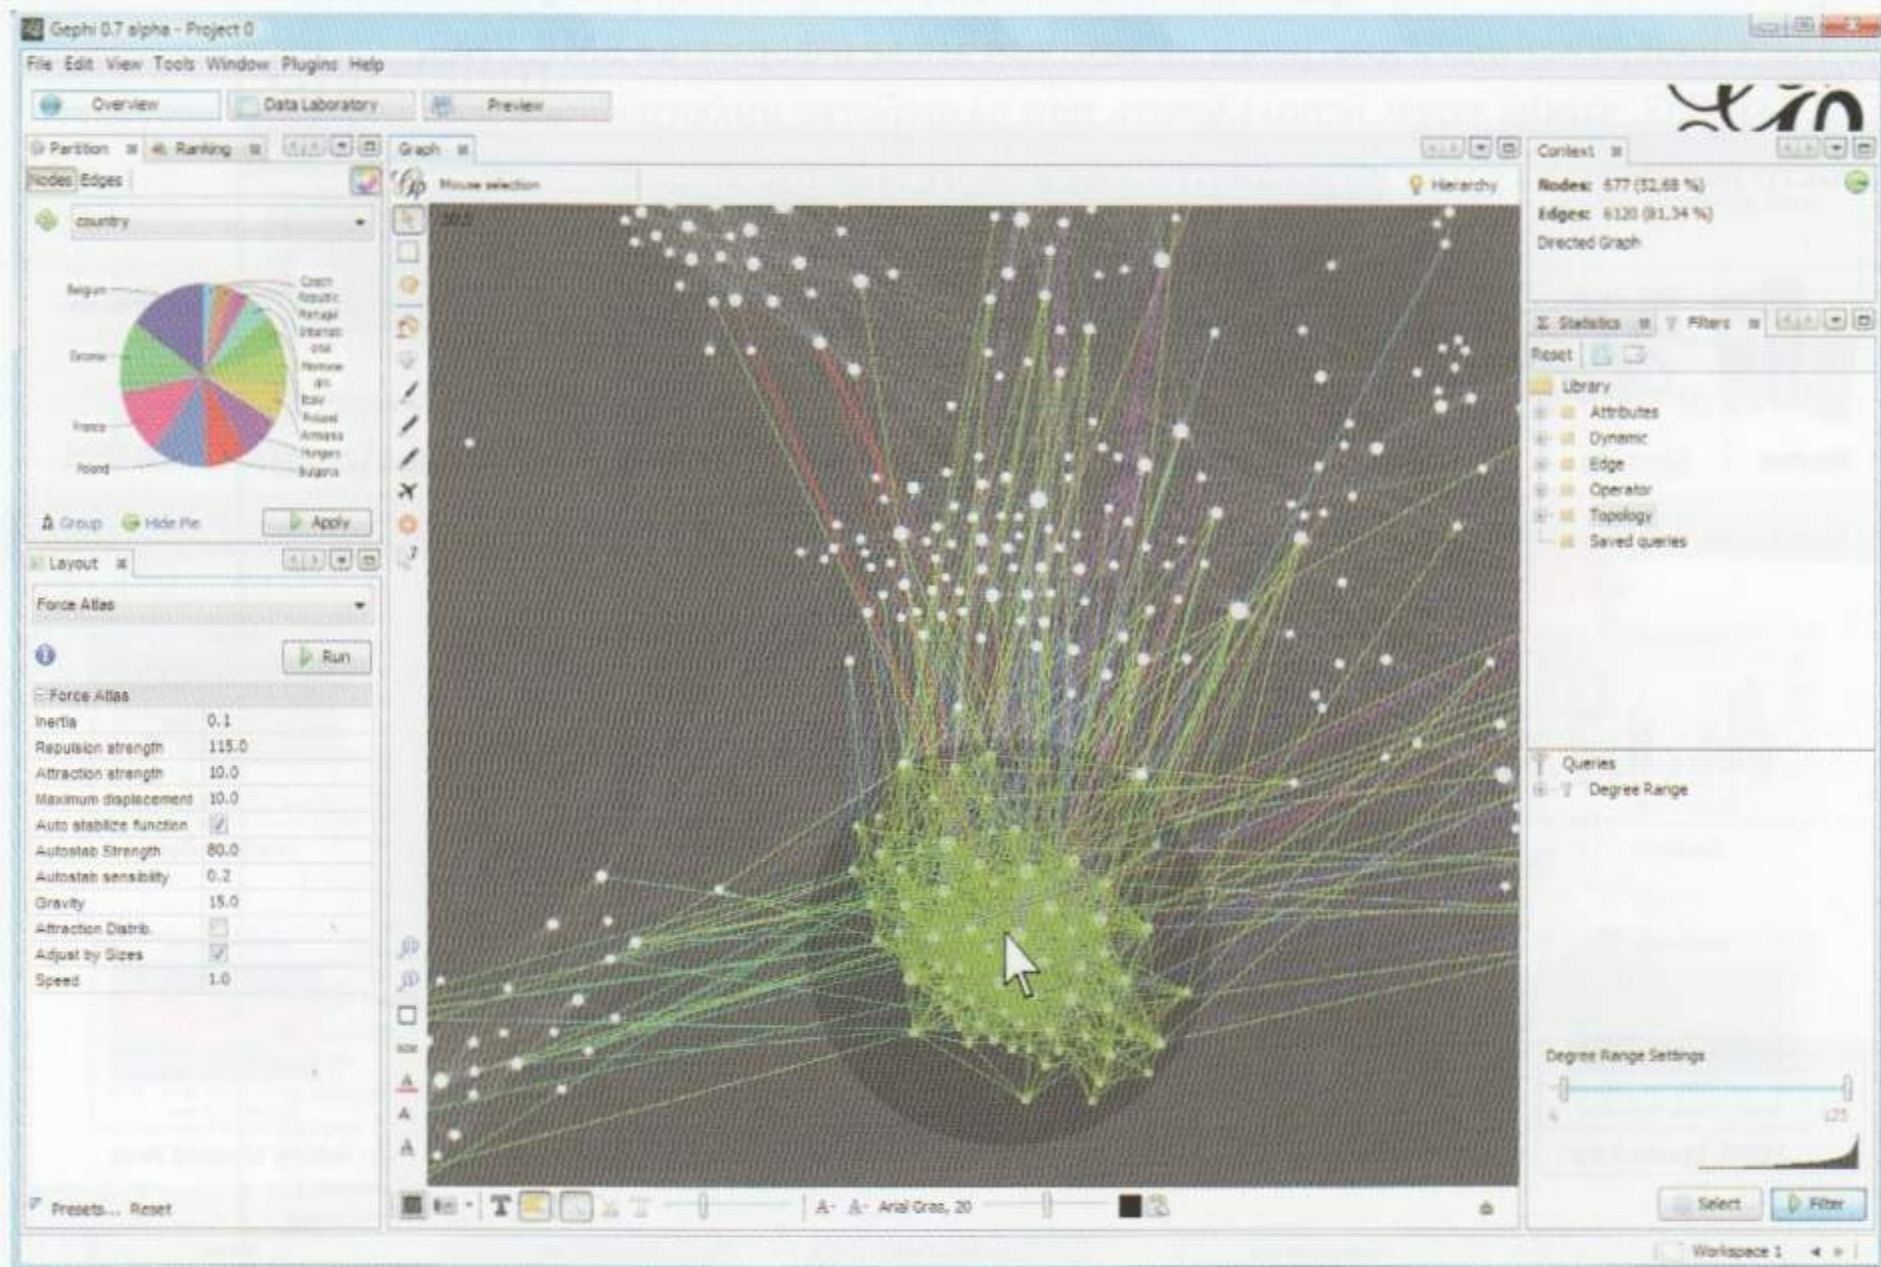 Gephi 0.7 alpha - Project 0
File Edit View Tools Window Plugins Help
Overview Data Laboratory Preview
Partition Ranking
Nodes Edges
country
Belgium
Estonia
France
Poland
Czech
Republic
Portugal
Italy
Poland
Armenia
Hungary
Bulgaria
Group Hide Pie Apply
Layout
Force Atlas
Run
Force Atlas
Inertia 0.1
Repulsion strength 115.0
Attraction strength 10.0
Maximum displacement 10.0
Auto stabilize function
Autostab Strength 80.0
Autostab sensibility 0.2
Gravity 15.0
Attraction Distrib.
Adjust by Sizes
Speed 1.0
Presets... Reset
Graph
Mouse selection
Hierarchy
A- A- Arial Gras, 20
Context
Nodes: 677 (52,68 %)
Edges: 6120 (81,34 %)
Directed Graph
Statistics Filters
Reset
Library
Attributes
Dynamic
Edge
Operator
Topology
Saved queries
Queries
Degree Range
Degree Range Settings
125
Select Filter
Workspace 1